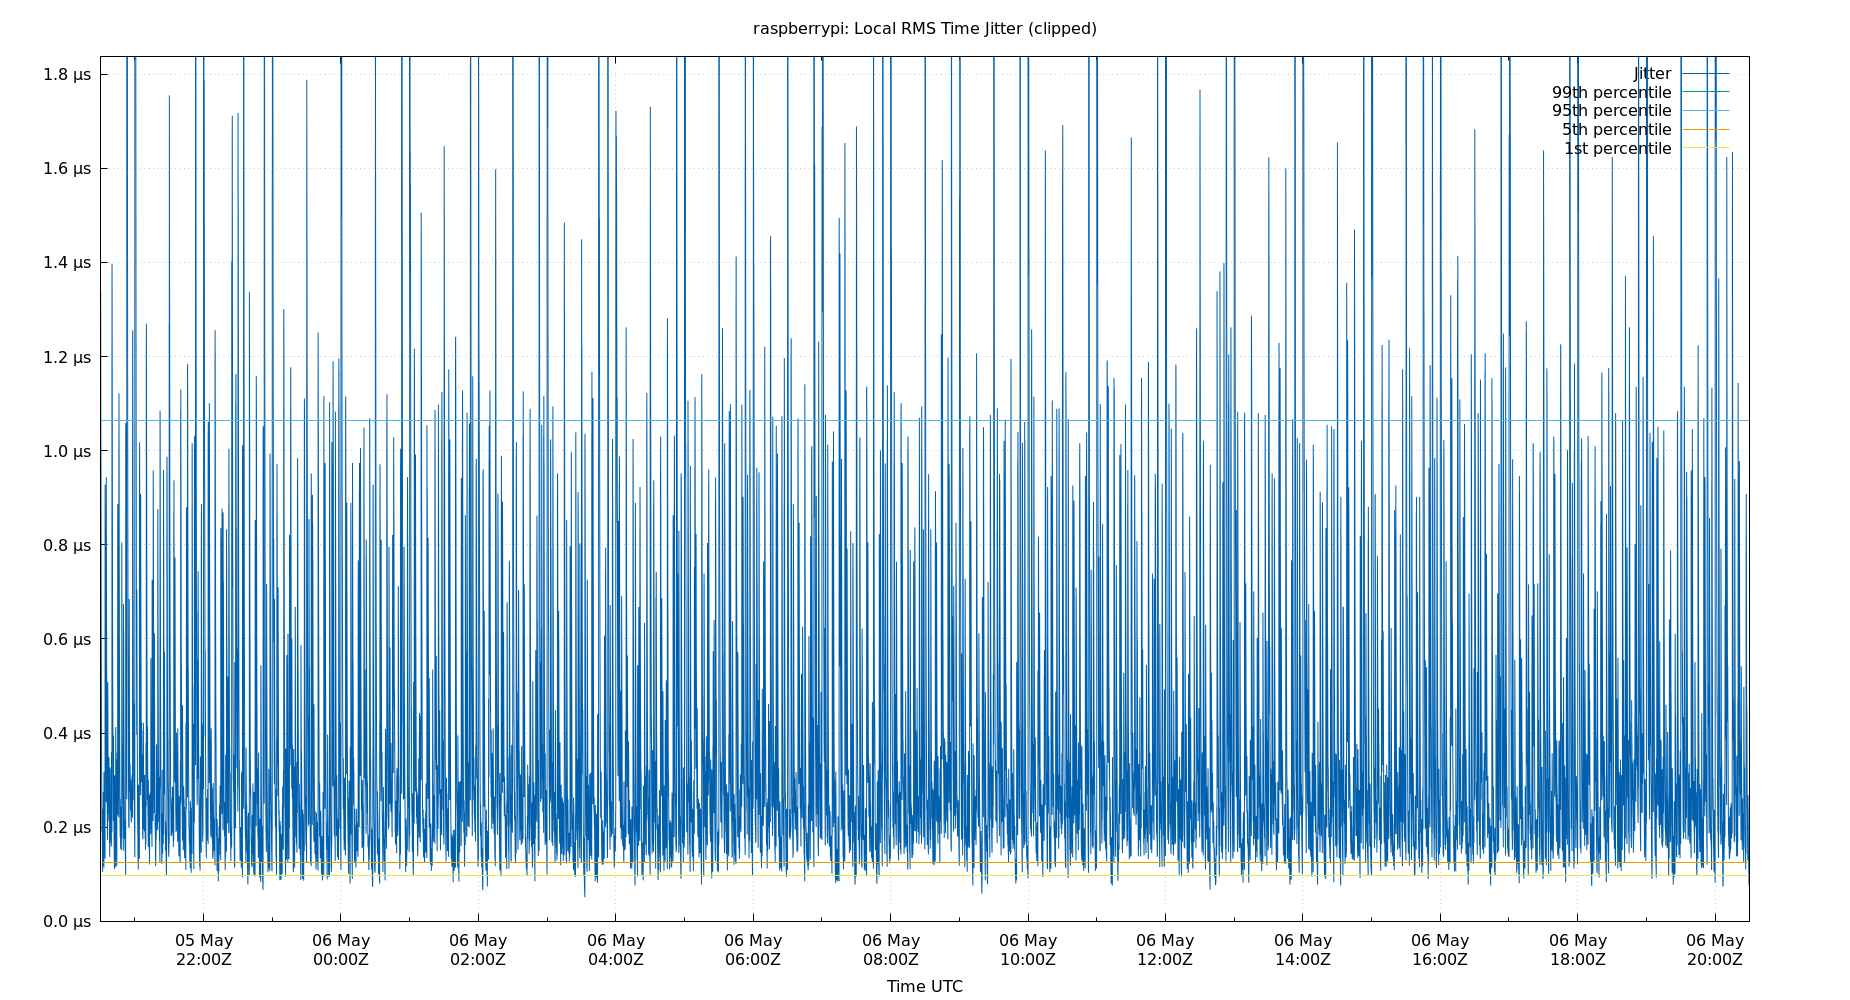 raspberrypi: Local RMS Time Jitter (clipped)
1.8 μs
1.6 μs
1.4 μs
1.2 μs
1.0 μs
0.8 μs
0.6 μs
0.4 μs
0.2 μs
0.0 μs
Jitter
99th percentile
95th percentile
5th percentile
1st percentile
05 May 06 May 06 May 06 May 06 May 06 May 06 May 06 May 06 May 06 May 06 May 06 May
22:00Z 00:00Z 02:00Z 04:00Z 06:00Z 08:00Z 10:00Z 12:00Z 14:00Z 16:00Z 18:00Z 20:00Z
Time UTC